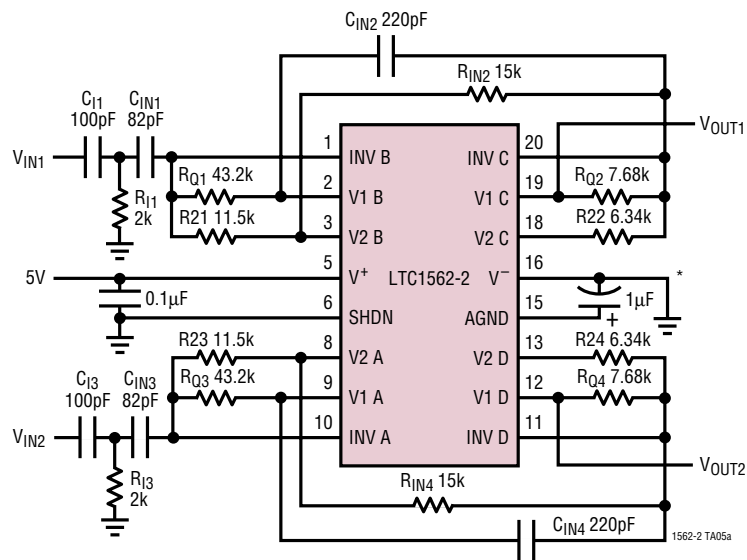 CIN2 220pF
RIN2 15k
CI1
100pF
CIN1
82pF
VIN1
RI1
2k
RQ1 43.2k
R21 11.5k
1
2
3
5
6
8
9
10
INV B
V1 B
V2 B
V+
SHDN
V2 A
V1 A
INV A
LTC1562-2
INV C
V1 C
V2 C
V−
AGND
V2 D
V1 D
INV D
20
19
18
16
15
13
12
11
VOUT1
RQ2 7.68k
R22 6.34k
*
1µF
+
R24 6.34k
RQ4 7.68k
VOUT2
5V
0.1µF
R23 11.5k
RQ3 43.2k
CI3
100pF
CIN3
82pF
VIN2
RI3
2k
RIN4 15k
CIN4 220pF
1562-2 TA05a